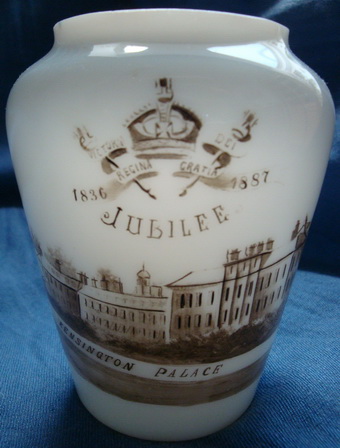 VICTORIA DEI
REGINA GRATIA
1836 1887
JUBILEE
KENSINGTON PALACE